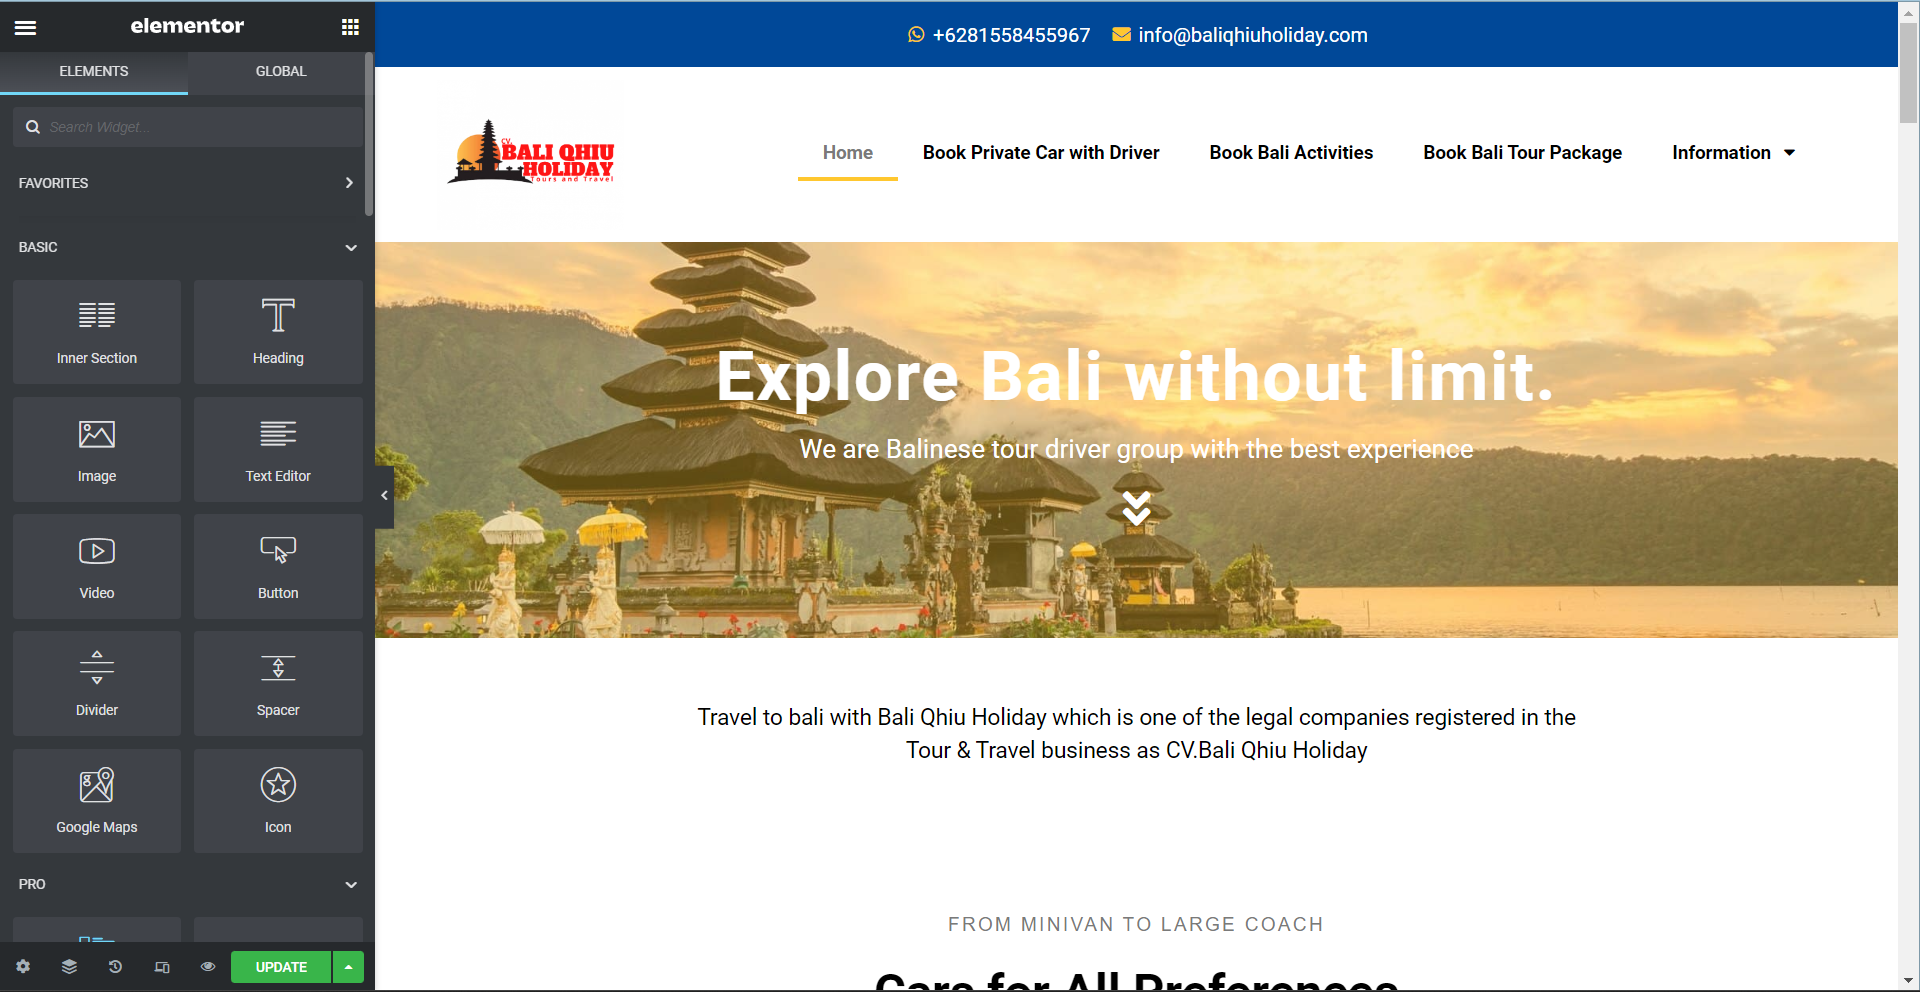 elementor
ELEMENTS
GLOBAL
Search Widget...
FAVORITES
BASIC
Inner Section
Heading
Image
Text Editor
Video
Button
Divider
Spacer
Google Maps
Icon
PRO
UPDATE
+6281558455967
info@baliqhiuholiday.com
CV.
BALI QHIU
HOLIDAY
Tours and Travel
Home
Book Private Car with Driver
Book Bali Activities
Book Bali Tour Package
Information
Explore Bali without limit.
We are Balinese tour driver group with the best experience
Travel to bali with Bali Qhiu Holiday which is one of the legal companies registered in the
Tour & Travel business as CV.Bali Qhiu Holiday
FROM MINIVAN TO LARGE COACH
Cars for All Preferences